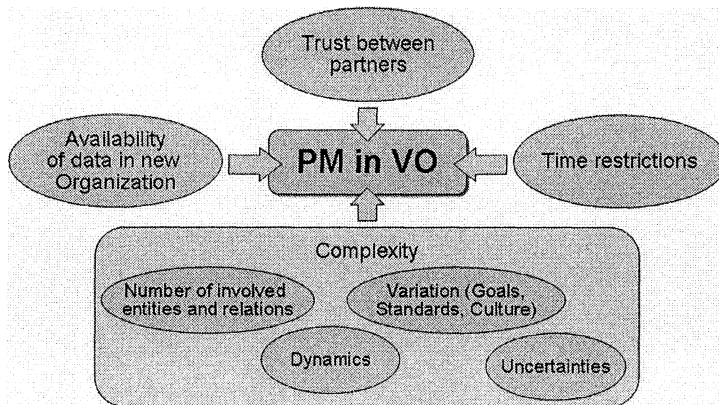 Trust between
partners
Availability
of data in new
Organization
PM in VO
Time restrictions
Complexity
Number of involved
entities and relations
Variation (Goals,
Standards, Culture)
Dynamics
Uncertainties